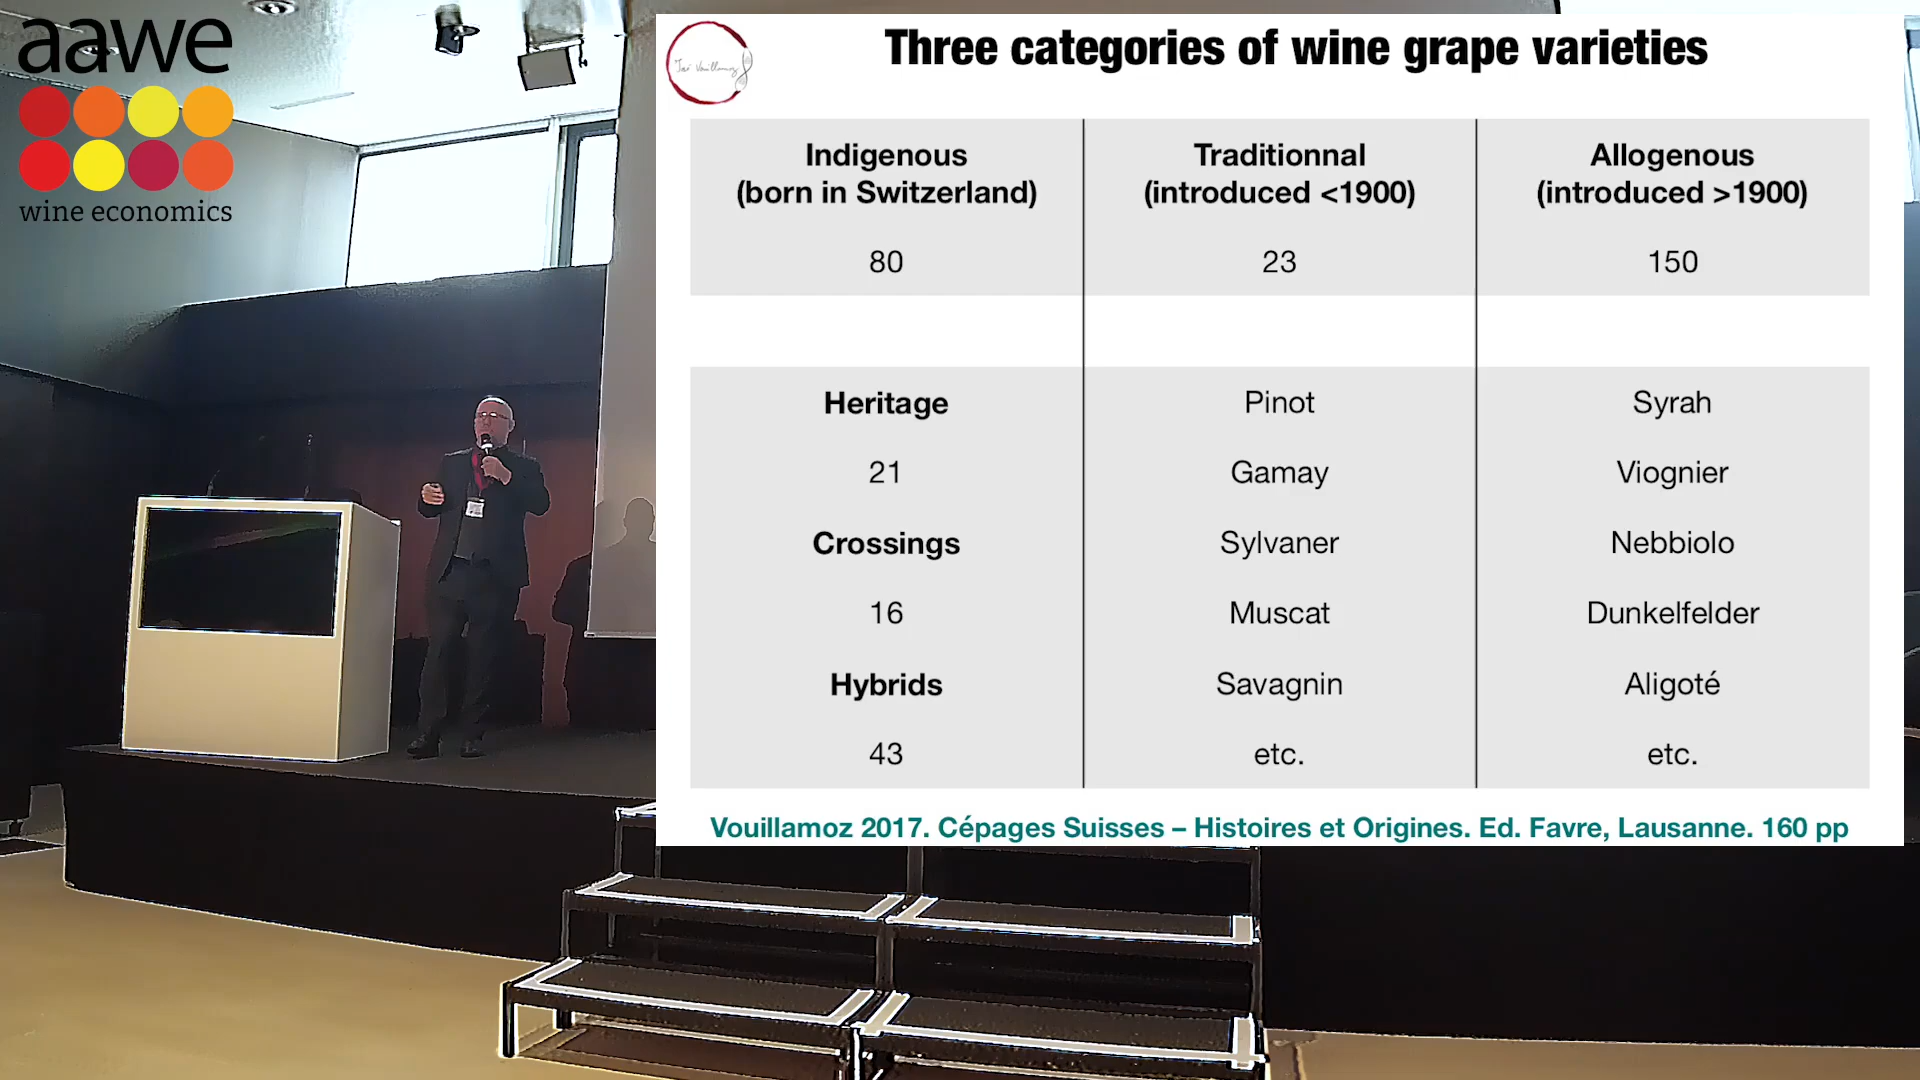 aawe
wine economics
José Vouillamoz
Three categories of wine grape varieties
Indigenous
(born in Switzerland)
80
Traditionnal
(introduced <1900)
23
Allogenous
(introduced >1900)
150
Heritage
21
Crossings
16
Hybrids
43
Pinot
Gamay
Sylvaner
Muscat
Savagnin
etc.
Syrah
Viognier
Nebbiolo
Dunkelfelder
Aligoté
etc.
Vouillamoz 2017. Cépages Suisses – Histoires et Origines. Ed. Favre, Lausanne. 160 pp